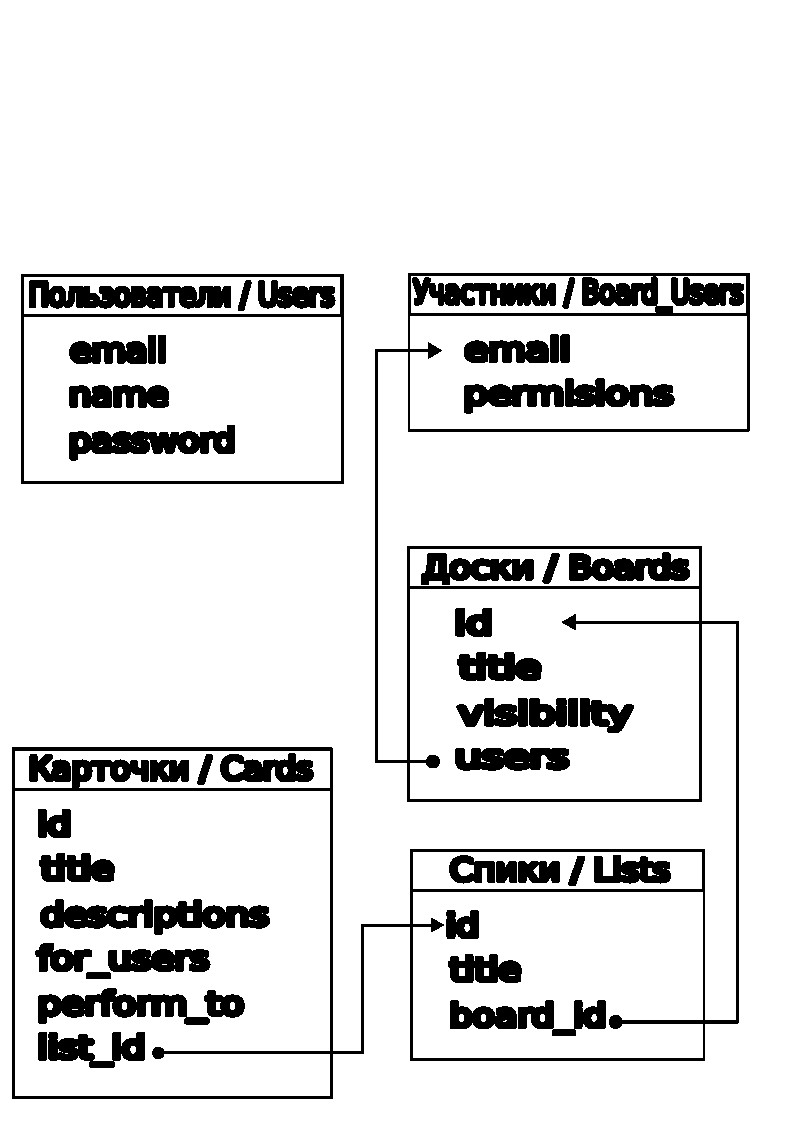 Пользователи / Users
email
name
password
Участники / Board_Users
email
permisions
Доски / Boards
id
title
visibility
users
Карточки / Cards
id
title
descriptions
for_users
perform_to
list_id
Спики / Lists
id
title
board_id